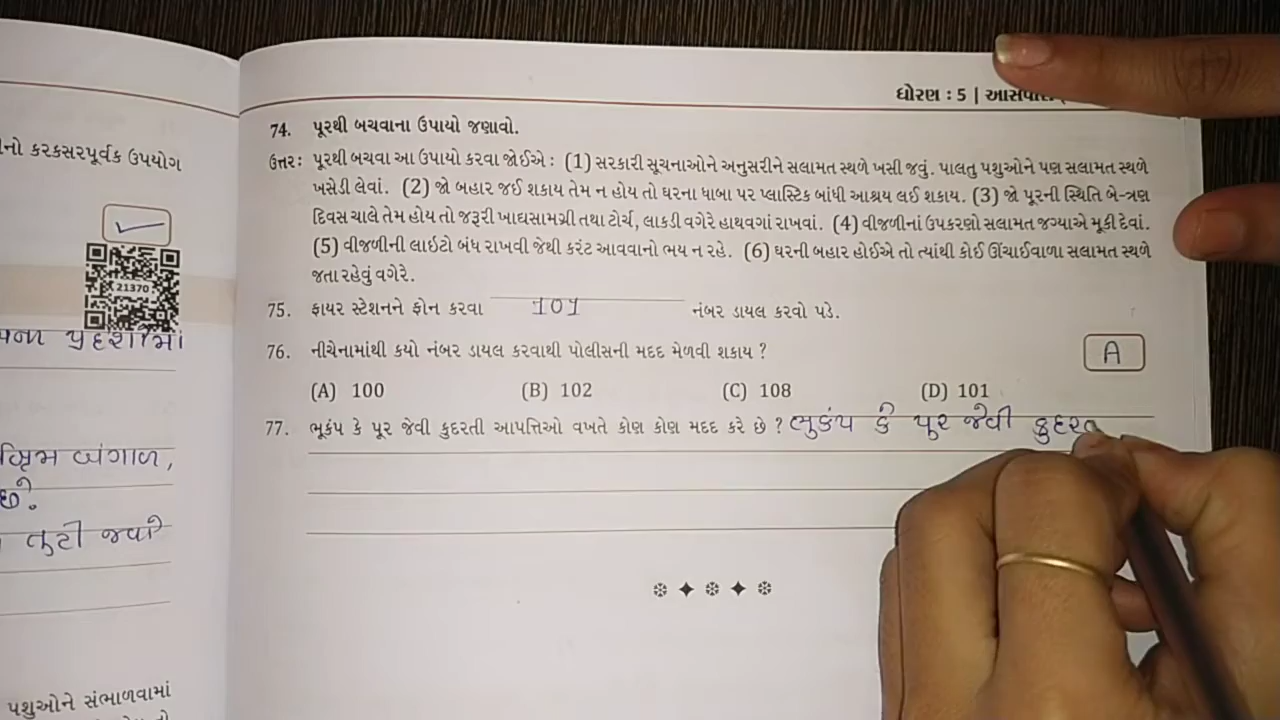 નો કરકસરપૂર્વક ઉપયોગ
21370
પ્રદેશોમાં
બંગાળ,
છે.
તુટી જવાં
પશુઓને સંભાળવામાં
ધોરણ : 5 | આસપાસ
74. પૂરથી બચવાના ઉપાયો જણાવો.
ઉત્તર: પૂરથી બચવા આ ઉપાયો કરવા જોઈએ : (1) સરકારી સૂચનાઓને અનુસરીને સલામત સ્થળે ખસી જવું. પાલતુ પશુઓને પણ સલામત સ્થળે
ખસેડી લેવાં. (2) જો બહાર જઈ શકાય તેમ ન હોય તો ઘરના ધાબા પર પ્લાસ્ટિક બાંધી આશ્રય લઈ શકાય. (3) જો પૂરની સ્થિતિ બે-ત્રણ
દિવસ ચાલે તેમ હોય તો જરૂરી ખાદ્યસામગ્રી તથા ટોર્ચ, લાકડી વગેરે હાથવગાં રાખવાં. (4) વીજળીનાં ઉપકરણો સલામત જગ્યાએ મૂકી દેવાં.
(5) વીજળીની લાઇટો બંધ રાખવી જેથી કરંટ આવવાનો ભય ન રહે. (6) ઘરની બહાર હોઈએ તો ત્યાંથી કોઈ ઊંચાઈવાળા સલામત સ્થળે
જતા રહેવું વગેરે.
75. ફાયર સ્ટેશનને ફોન કરવા 101 નંબર ડાયલ કરવો પડે.
76. નીચેનામાંથી કયો નંબર ડાયલ કરવાથી પોલીસની મદદ મેળવી શકાય ? A
(A) 100 (B) 102 (C) 108 (D) 101
77. ભૂકંપ કે પૂર જેવી કુદરતી આપત્તિઓ વખતે કોણ કોણ મદદ કરે છે ? ભુકંપ કે પુર જેવી કુદર